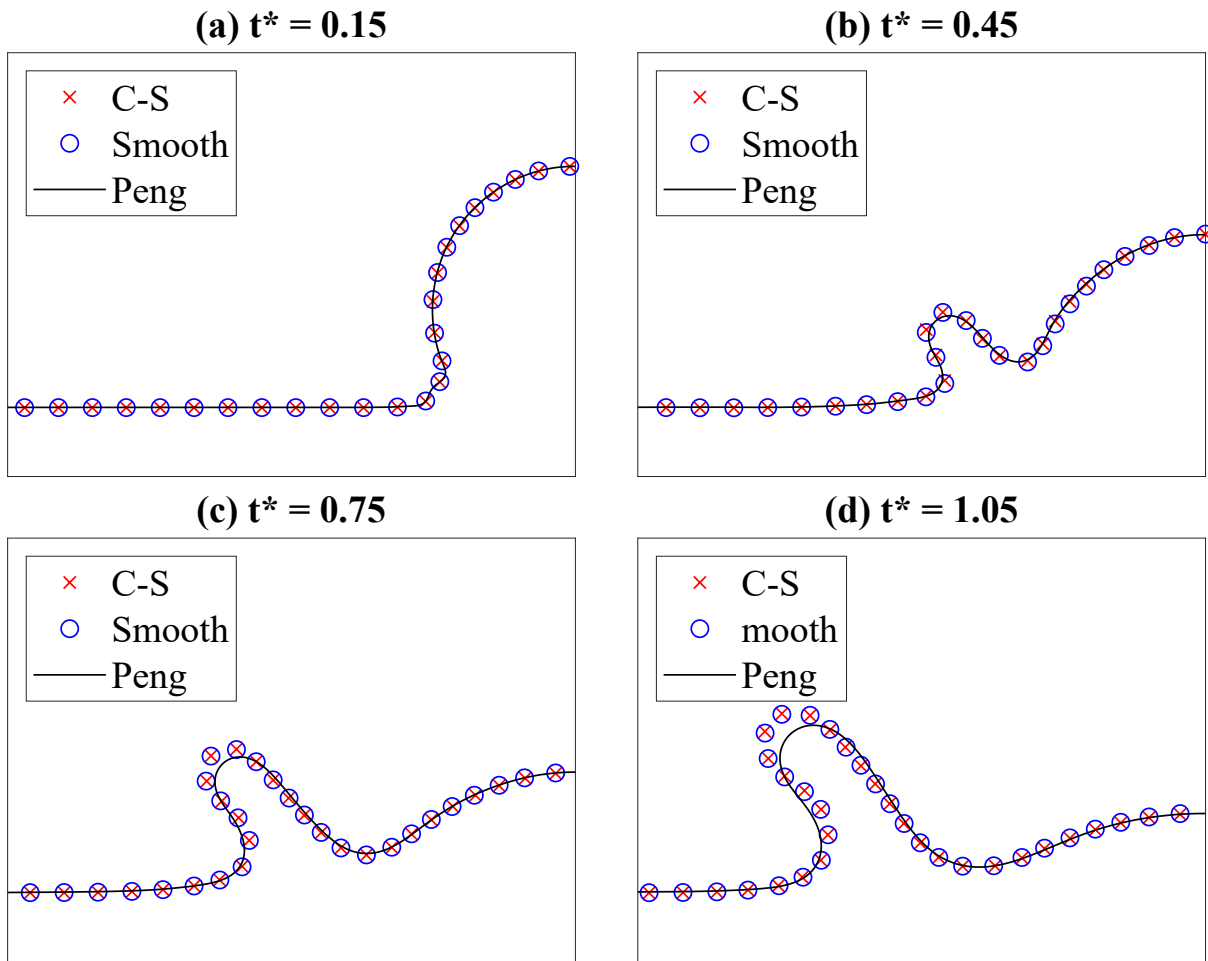 (a) t* = 0.15
C-S
Smooth
Peng
(b) t* = 0.45
C-S
Smooth
Peng
(c) t* = 0.75
C-S
Smooth
Peng
(d) t* = 1.05
C-S
mooth
Peng